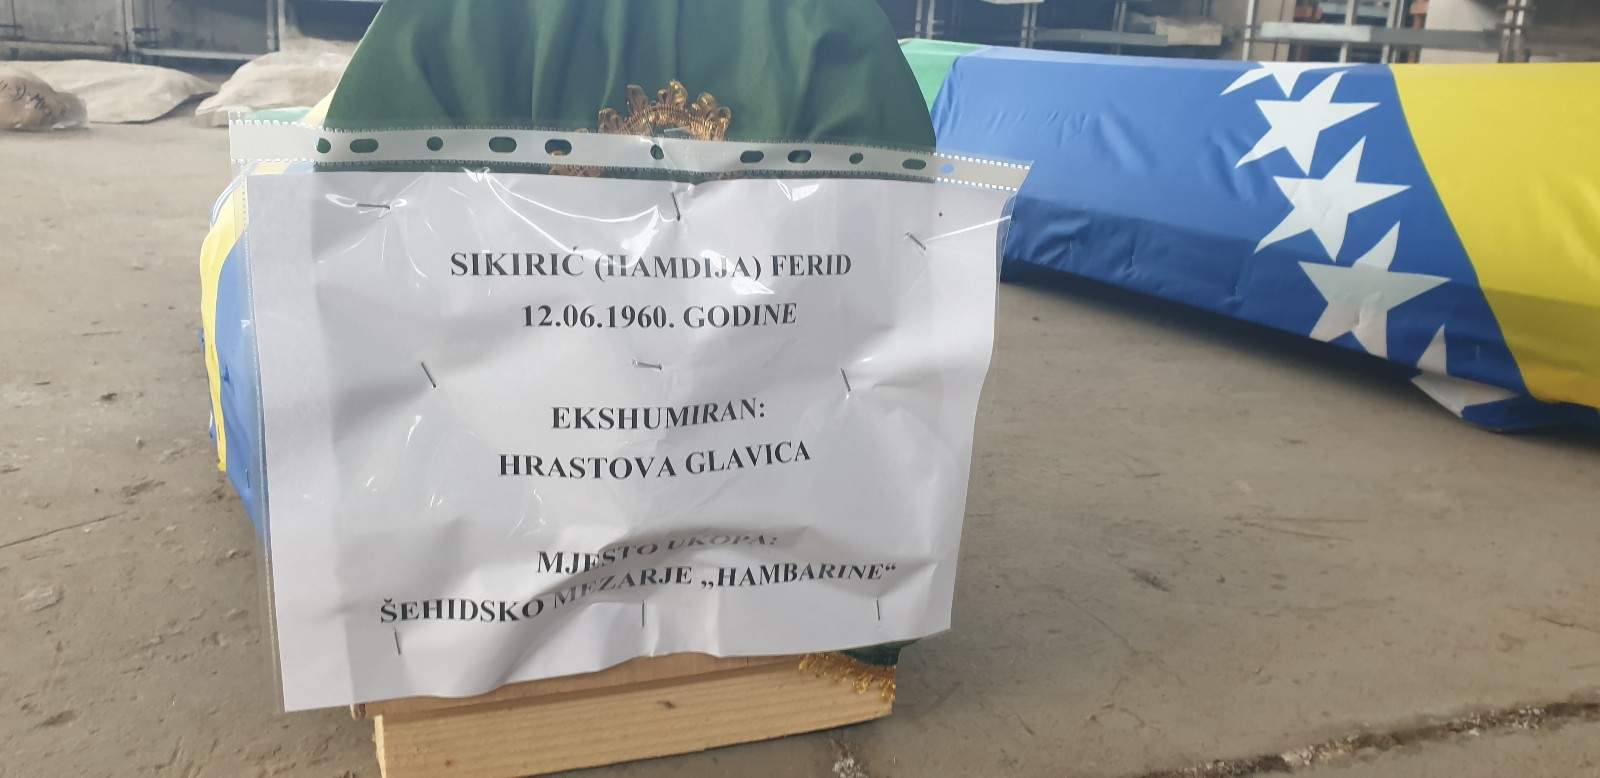 SIKIRIĆ (HAMDIJA) FERID
12.06.1960. GODINE
EKSHUMIRAN:
HRASTOVA GLAVICA
MJESTO UKOPA:
ŠEHIDSKO MEZARJE „HAMBARINE“